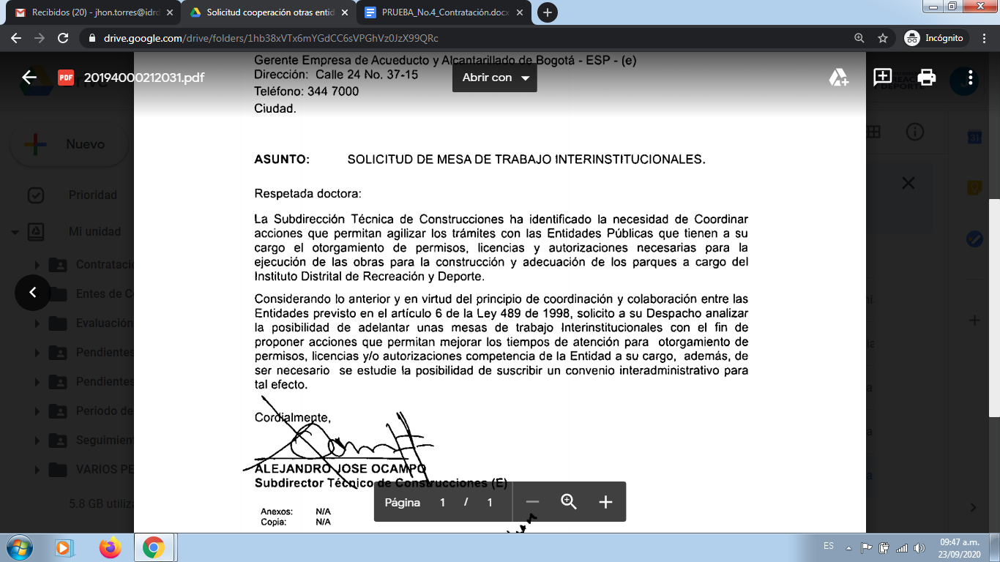 Recibidos (20) - jhon.torres@idrd
Solicitud cooperación otras entid
PRUEBA_No.4_Contratación.docx
drive.google.com/drive/folders/1hb38xVTx6mYGdCC6sVPGhVz0JzX99QRc
Incógnito
20194000212031.pdf
Abrir con
Gerente Empresa de Acueducto y Alcantarillado de Bogotá - ESP - (e)
Dirección: Calle 24 No. 37-15
Teléfono: 344 7000
Ciudad.
ASUNTO: SOLICITUD DE MESA DE TRABAJO INTERINSTITUCIONALES.
Respetada doctora:
La Subdirección Técnica de Construcciones ha identificado la necesidad de Coordinar
acciones que permitan agilizar los trámites con las Entidades Públicas que tienen a su
cargo el otorgamiento de permisos, licencias y autorizaciones necesarias para la
ejecución de las obras para la construcción y adecuación de los parques a cargo del
Instituto Distrital de Recreación y Deporte.
Considerando lo anterior y en virtud del principio de coordinación y colaboración entre las
Entidades previsto en el artículo 6 de la Ley 489 de 1998, solicito a su Despacho analizar
la posibilidad de adelantar unas mesas de trabajo Interinstitucionales con el fin de
proponer acciones que permitan mejorar los tiempos de atención para otorgamiento de
permisos, licencias y/o autorizaciones competencia de la Entidad a su cargo, además, de
ser necesario se estudie la posibilidad de suscribir un convenio interadministrativo para
tal efecto.
Cordialmente,
ALEJANDRO JOSE OCAMPO
Subdirector Técnico de Construcciones (E)
Anexos: N/A
Copia: N/A
Página 1 / 1
Nuevo
Prioridad
Mi unidad
Contratació
Entes de C
Evaluación
Pendientes
Pendientes
Periodo de
Seguimient
VARIOS PE
5.8 GB utiliza
DEPORTE
31
ES
09:47 a.m.
23/09/2020